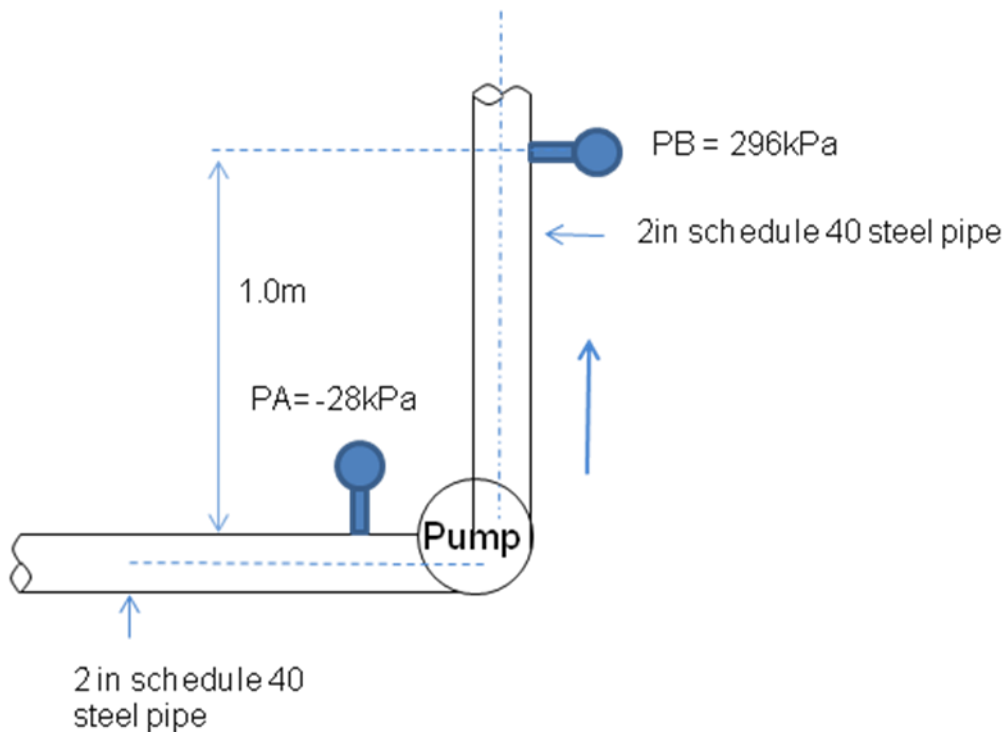 PB = 296kPa
2in schedule 40 steel pipe
1.0m
PA= -28kPa
Pump
2 in schedule 40
steel pipe